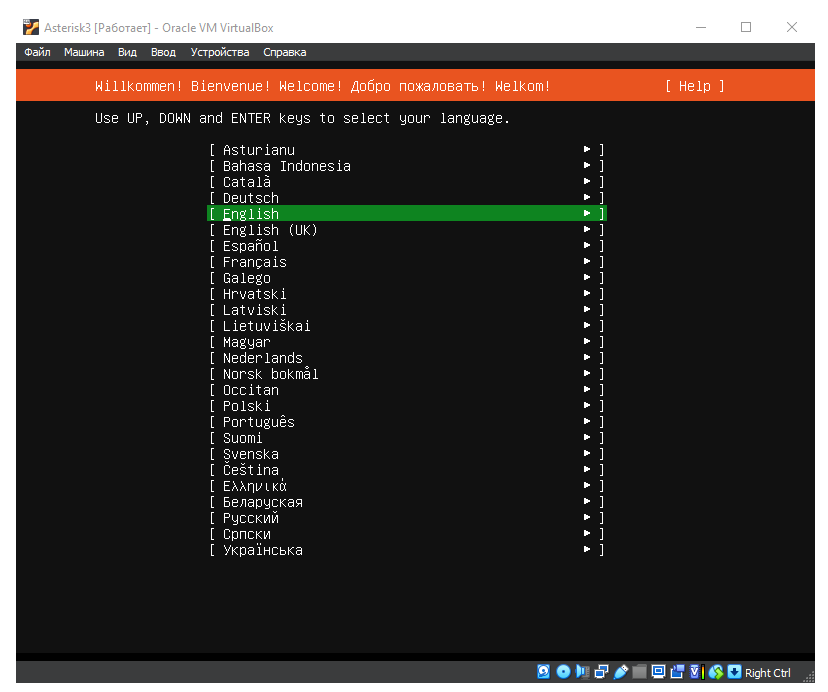 Asterisk3 [Работает] - Oracle VM VirtualBox
Файл Машина Вид Ввод Устройства Справка
Willkommen! Bienvenue! Welcome! Добро пожаловать! Welkom! [ Help ]
Use UP, DOWN and ENTER keys to select your language.
[ Asturianu ► ]
[ Bahasa Indonesia ► ]
[ Català ► ]
[ Deutsch ► ]
[ English ► ]
[ English (UK) ► ]
[ Español ► ]
[ Français ► ]
[ Galego ► ]
[ Hrvatski ► ]
[ Latviski ► ]
[ Lietuviškai ► ]
[ Magyar ► ]
[ Nederlands ► ]
[ Norsk bokmål ► ]
[ Occitan ► ]
[ Polski ► ]
[ Português ► ]
[ Suomi ► ]
[ Svenska ► ]
[ Čeština ► ]
[ Ελληνικά ► ]
[ Беларуская ► ]
[ Русский ► ]
[ Српски ► ]
[ Українська ► ]
Right Ctrl